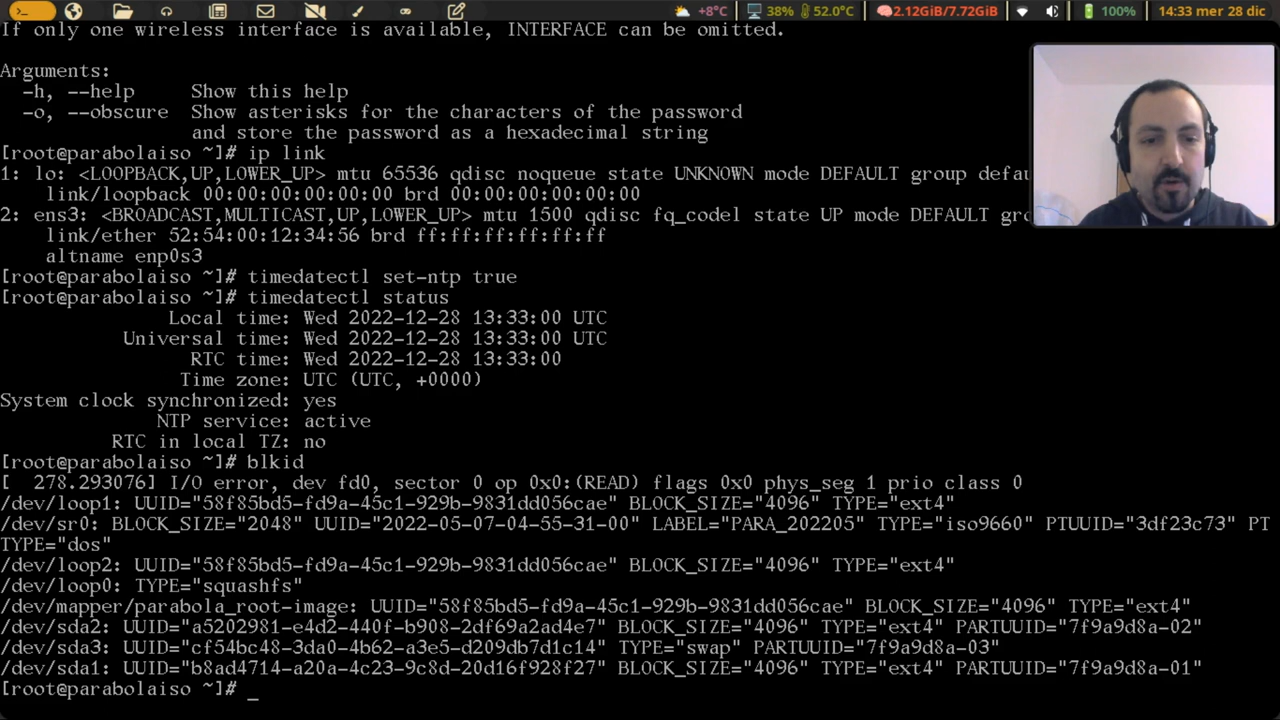 +8°C 38% 52.0°C 2.12GiB/7.72GiB 100% 14:33 mer 28 dic
If only one wireless interface is available, INTERFACE can be omitted.
Arguments:
-h, --help Show this help
-o, --obscure Show asterisks for the characters of the password
and store the password as a hexadecimal string
[root@parabolaiso ~]# ip link
1: lo: <LOOPBACK,UP,LOWER_UP> mtu 65536 qdisc noqueue state UNKNOWN mode DEFAULT group defau
link/loopback 00:00:00:00:00:00 brd 00:00:00:00:00:00
2: ens3: <BROADCAST,MULTICAST,UP,LOWER_UP> mtu 1500 qdisc fq_codel state UP mode DEFAULT gro
link/ether 52:54:00:12:34:56 brd ff:ff:ff:ff:ff:ff
altname enp0s3
[root@parabolaiso ~]# timedatectl set-ntp true
[root@parabolaiso ~]# timedatectl status
Local time: Wed 2022-12-28 13:33:00 UTC
Universal time: Wed 2022-12-28 13:33:00 UTC
RTC time: Wed 2022-12-28 13:33:00
Time zone: UTC (UTC, +0000)
System clock synchronized: yes
NTP service: active
RTC in local TZ: no
[root@parabolaiso ~]# blkid
[  278.293076] I/O error, dev fd0, sector 0 op 0x0:(READ) flags 0x0 phys_seg 1 prio class 0
/dev/loop1: UUID="58f85bd5-fd9a-45c1-929b-9831dd056cae" BLOCK_SIZE="4096" TYPE="ext4"
/dev/sr0: BLOCK_SIZE="2048" UUID="2022-05-07-04-55-31-00" LABEL="PARA_202205" TYPE="iso9660" PTUUID="3df23c73" PT
TYPE="dos"
/dev/loop2: UUID="58f85bd5-fd9a-45c1-929b-9831dd056cae" BLOCK_SIZE="4096" TYPE="ext4"
/dev/loop0: TYPE="squashfs"
/dev/mapper/parabola_root-image: UUID="58f85bd5-fd9a-45c1-929b-9831dd056cae" BLOCK_SIZE="4096" TYPE="ext4"
/dev/sda2: UUID="a5202981-e4d2-440f-b908-2df69a2ad4e7" BLOCK_SIZE="4096" TYPE="ext4" PARTUUID="7f9a9d8a-02"
/dev/sda3: UUID="cf54bc48-3da0-4b62-a3e5-d209db7d1c14" TYPE="swap" PARTUUID="7f9a9d8a-03"
/dev/sda1: UUID="b8ad4714-a20a-4c23-9c8d-20d16f928f27" BLOCK_SIZE="4096" TYPE="ext4" PARTUUID="7f9a9d8a-01"
[root@parabolaiso ~]# _